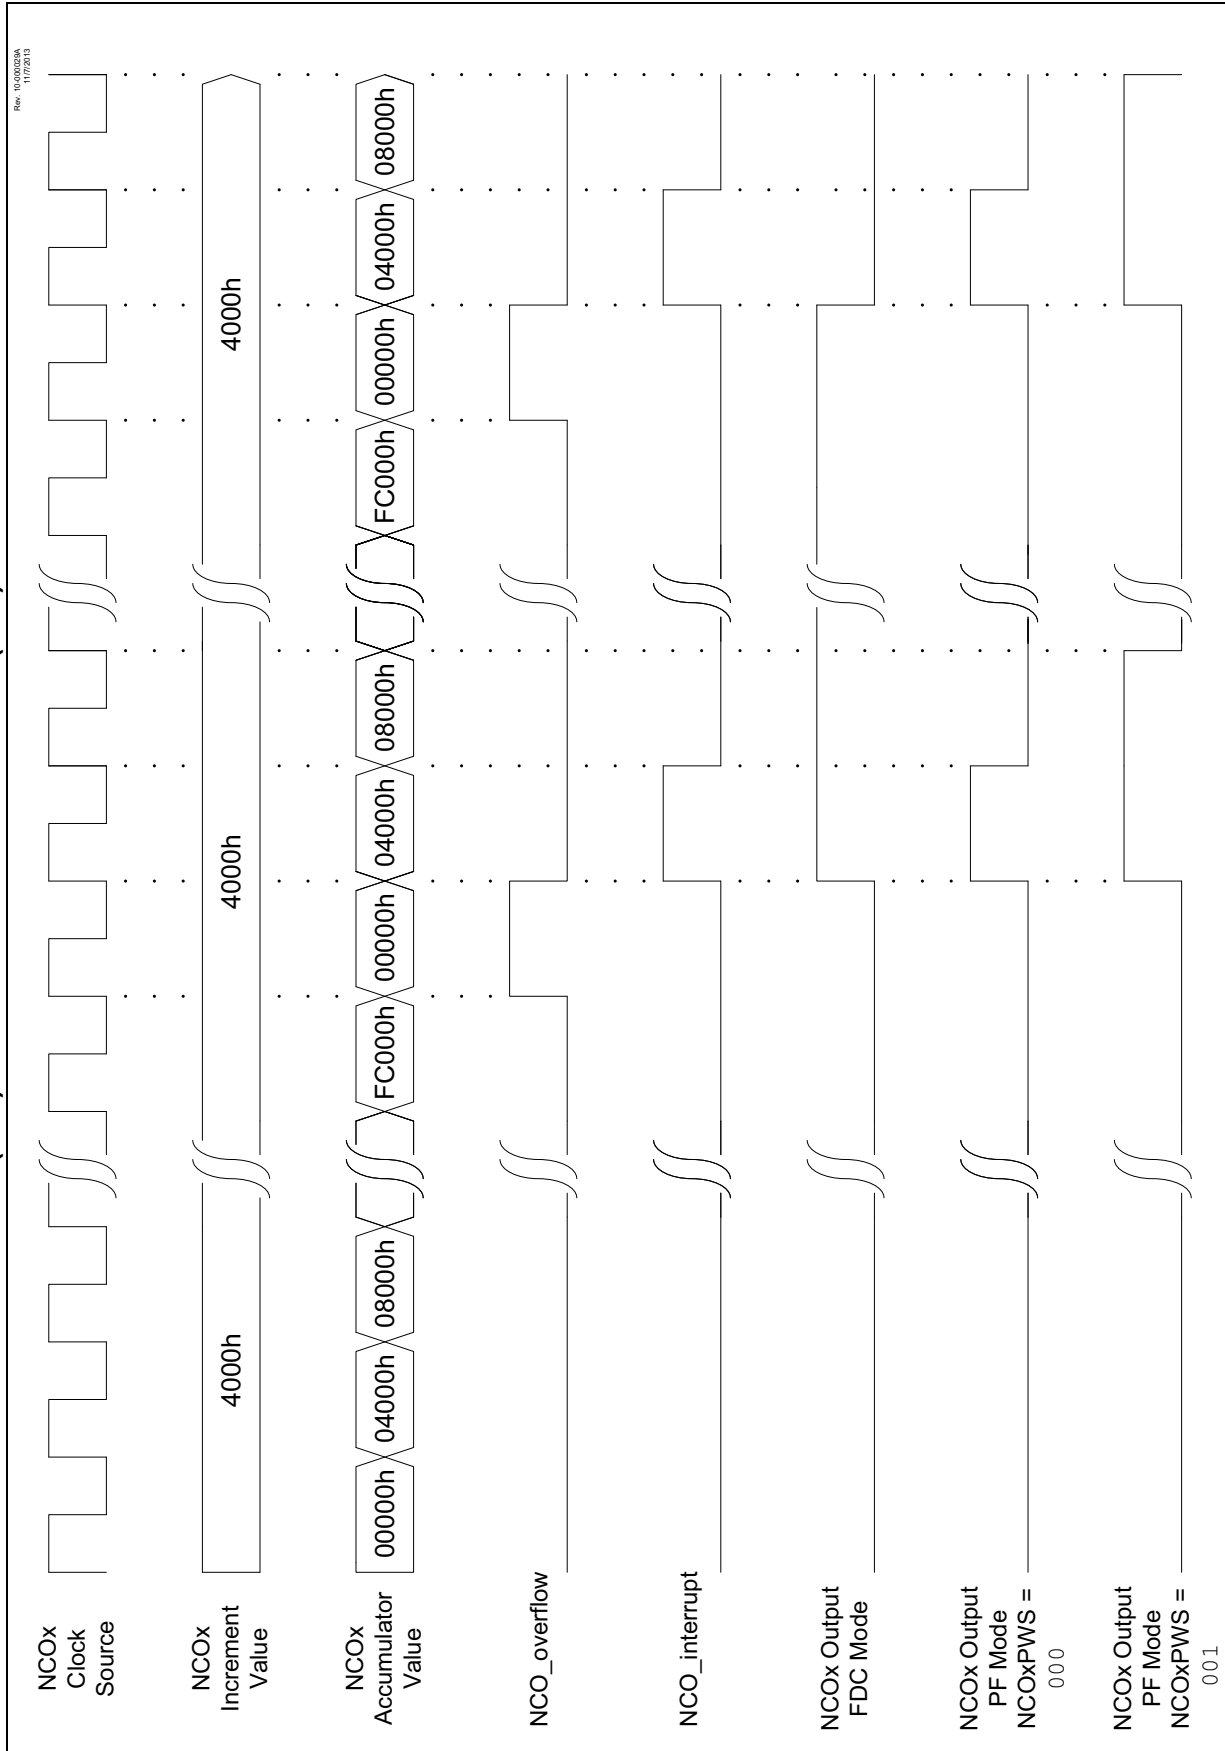 Rev. 10-000029A
11/7/2013
NCOx
Clock
Source
NCOx
Increment
Value
4000h
4000h
4000h
NCOx
Accumulator
Value
00000h
04000h
08000h
FC000h
00000h
04000h
08000h
FC000h
00000h
04000h
08000h
NCO_overflow
NCO_interrupt
NCOx Output
FDC Mode
NCOx Output
PF Mode
NCOxPWS =
000
NCOx Output
PF Mode
NCOxPWS =
001